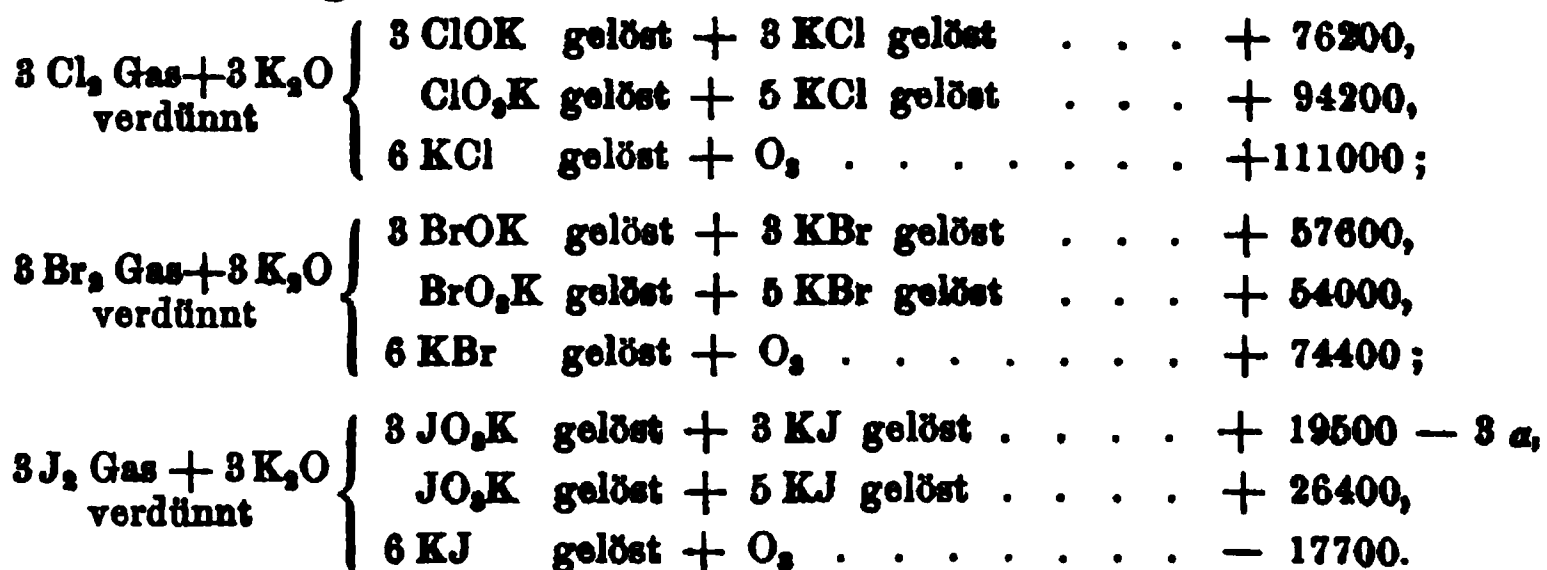 3 Cl₂ Gas + 3 K₂O verdünnt { 3 ClOK gelöst + 3 KCl gelöst . . . + 76200,
ClO₃K gelöst + 5 KCl gelöst . . . + 94200,
6 KCl gelöst + O₃ . . . . . . . +111000;
3 Br₂ Gas + 3 K₂O verdünnt { 3 BrOK gelöst + 3 KBr gelöst . . . + 57600,
BrO₃K gelöst + 5 KBr gelöst . . . + 54000,
6 KBr gelöst + O₃ . . . . . . . + 74400;
3 J₂ Gas + 3 K₂O verdünnt { 3 JO₃K gelöst + 3 KJ gelöst . . . . + 19500 — 3 α,
JO₃K gelöst + 5 KJ gelöst . . . . + 26400,
6 KJ gelöst + O₃ . . . . . . . — 17700.